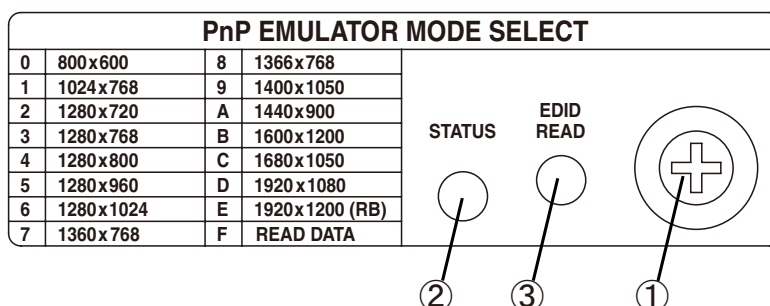 PnP EMULATOR MODE SELECT
0 800x600 8 1366x768
1 1024x768 9 1400x1050
2 1280x720 A 1440x900
3 1280x768 B 1600x1200
4 1280x800 C 1680x1050
5 1280x960 D 1920x1080
6 1280x1024 E 1920x1200 (RB)
7 1360x768 F READ DATA
STATUS
EDID
READ
② ③ ①